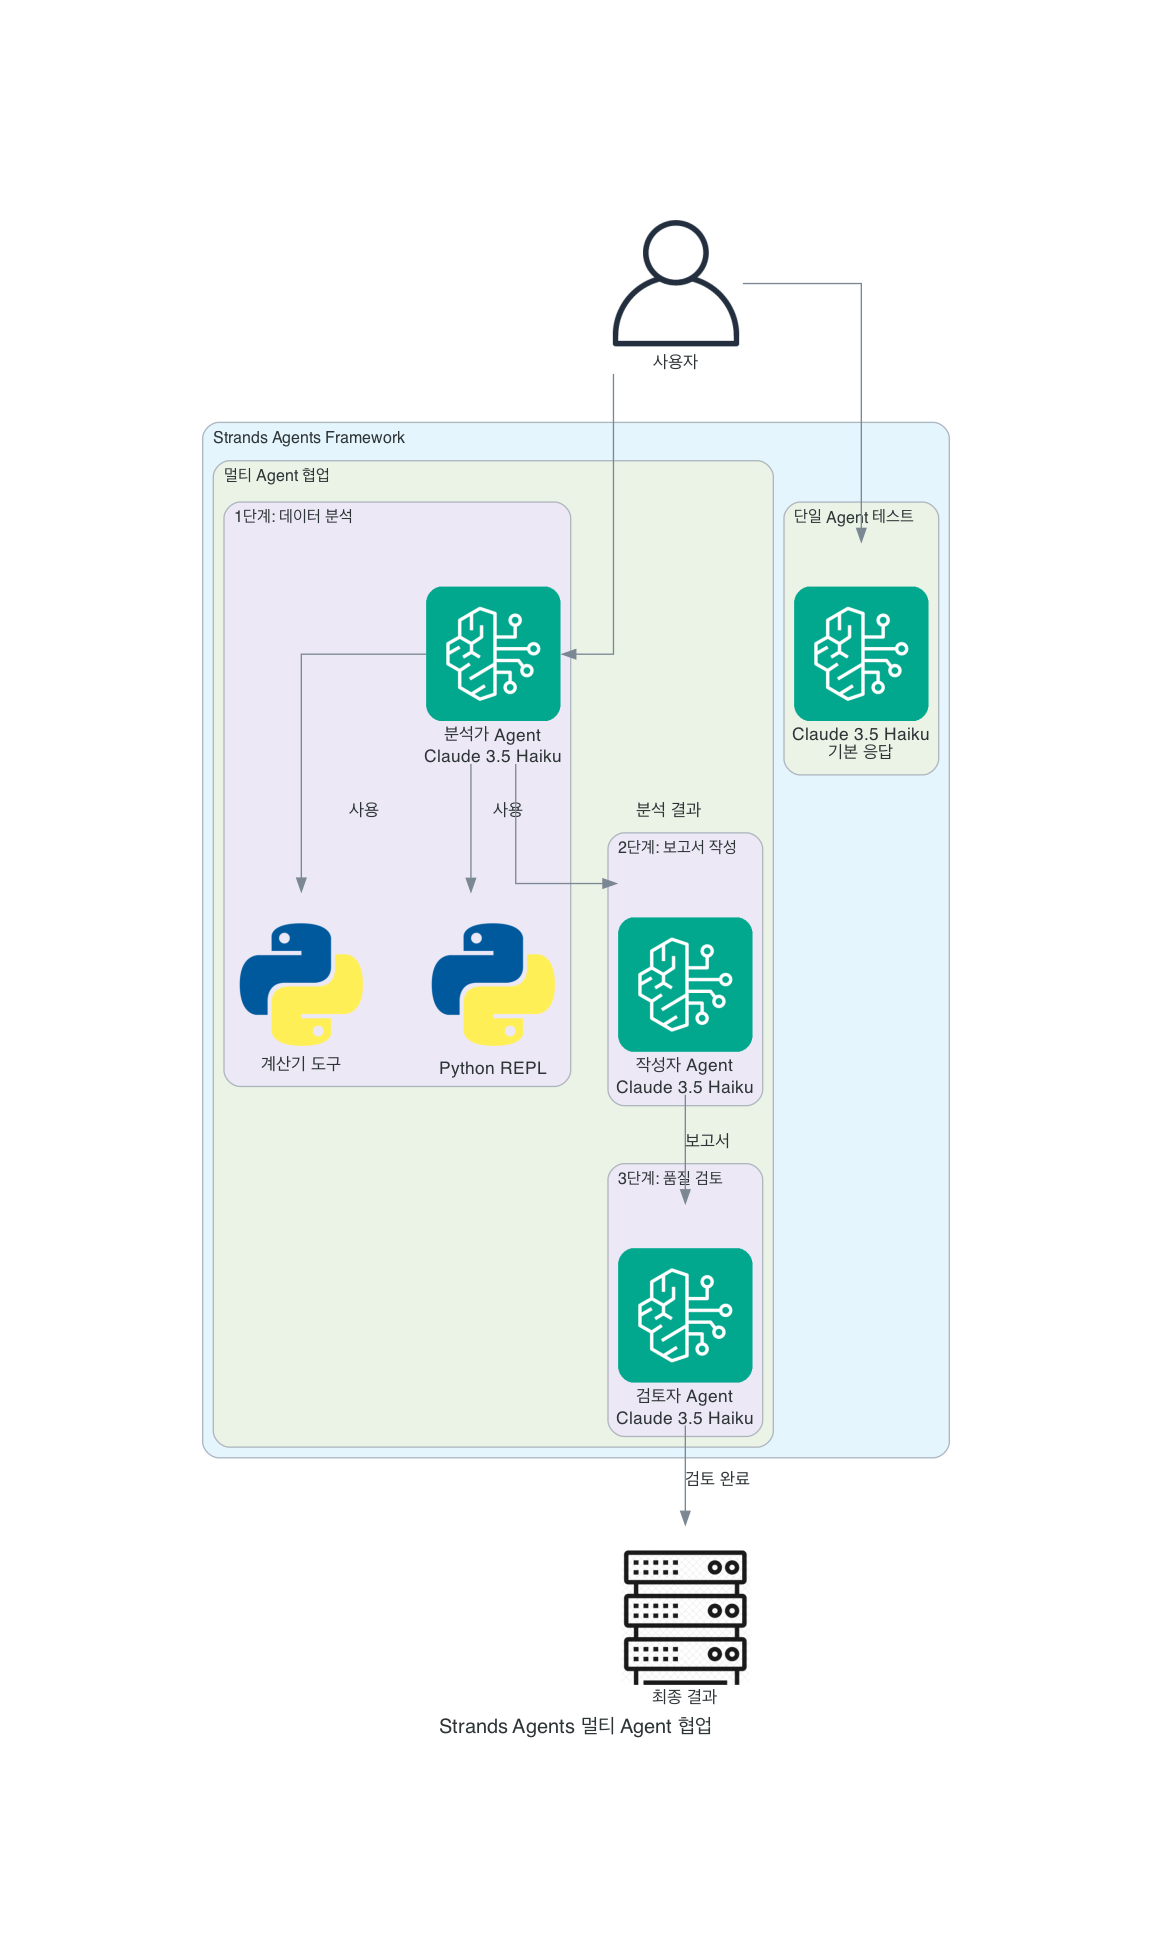 사용자
Strands Agents Framework
멀티 Agent 협업
1단계: 데이터 분석
단일 Agent 테스트
분석가 Agent
Claude 3.5 Haiku
Claude 3.5 Haiku
기본 응답
사용
사용
분석 결과
2단계: 보고서 작성
계산기 도구
Python REPL
작성자 Agent
Claude 3.5 Haiku
보고서
3단계: 품질 검토
검토자 Agent
Claude 3.5 Haiku
검토 완료
최종 결과
Strands Agents 멀티 Agent 협업